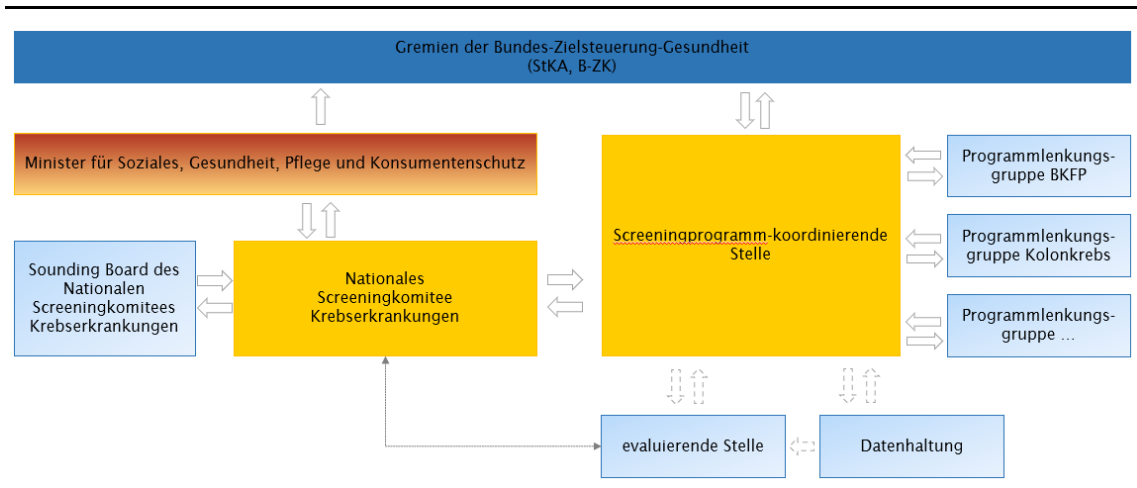 Gremien der Bundes-Zielsteuerung-Gesundheit
(StKA, B-ZK)
Minister für Soziales, Gesundheit, Pflege und Konsumentenschutz
Sounding Board des
Nationalen
Screeningkomitees
Krebserkrankungen
Nationales
Screeningkomitee
Krebserkrankungen
Screeningprogramm-koordinierende
Stelle
Programmlenkungs-
gruppe BKFP
Programmlenkungs-
gruppe Kolonkrebs
Programmlenkungs-
gruppe ...
evaluierende Stelle
Datenhaltung